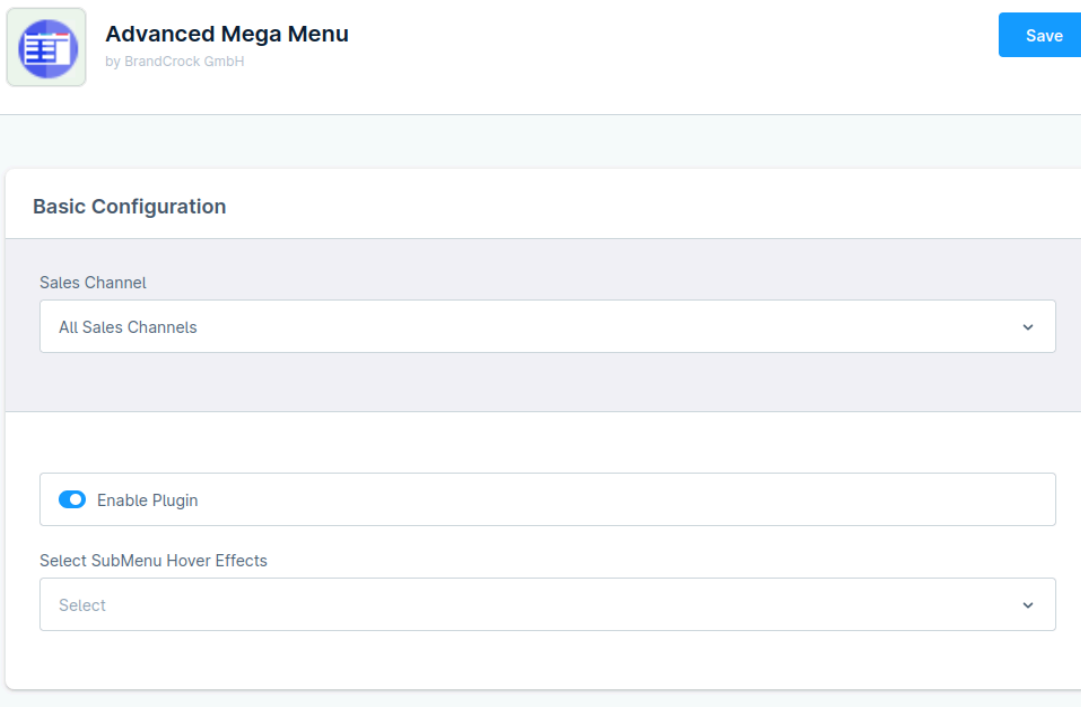 Advanced Mega Menu
by BrandCrock GmbH
Save
Basic Configuration
Sales Channel
All Sales Channels
Enable Plugin
Select SubMenu Hover Effects
Select